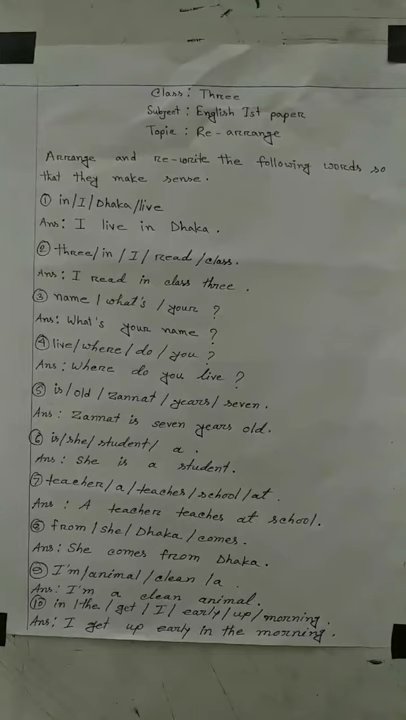 Class: Three
Subject: English Ist paper
Topie: Re-arrange
Arrange and re-write the following words so
that they make sense.
① in/I/Dhaka/live
Ans: I live in Dhaka.
② three/in/I/read/class.
Ans: I read in class three.
③ name/what's/your?
Ans: What's your name?
④ live/where/do/you?
Ans: Where do you live?
⑤ is/old/Zannat/years/seven.
Ans: Zannat is seven years old.
⑥ is/she/student/a.
Ans: She is a student.
⑦ teacher/a/teaches/school/at.
Ans: A teacher teaches at school.
⑧ from/she/Dhaka/comes.
Ans: She comes from Dhaka.
⑨ I'm/animal/clean/a.
Ans: I'm a clean animal.
⑩ in/the/get/I/early/up/morning.
Ans: I get up early in the morning.